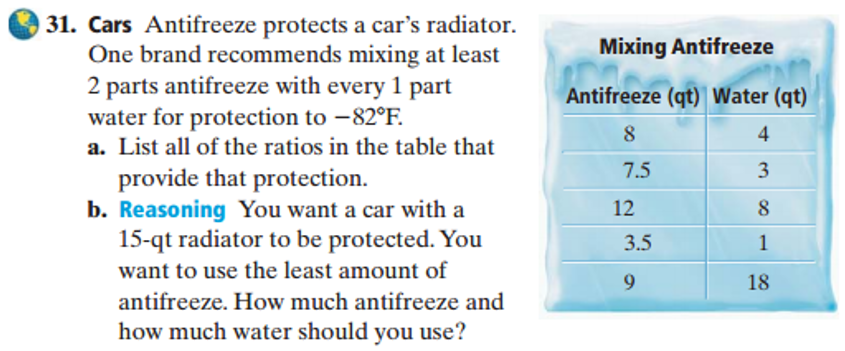 31. Cars Antifreeze protects a car's radiator.
One brand recommends mixing at least
2 parts antifreeze with every 1 part
water for protection to −82°F.
a. List all of the ratios in the table that
provide that protection.
b. Reasoning You want a car with a
15-qt radiator to be protected. You
want to use the least amount of
antifreeze. How much antifreeze and
how much water should you use?
Mixing Antifreeze
Antifreeze (qt) Water (qt)
8 4
7.5 3
12 8
3.5 1
9 18